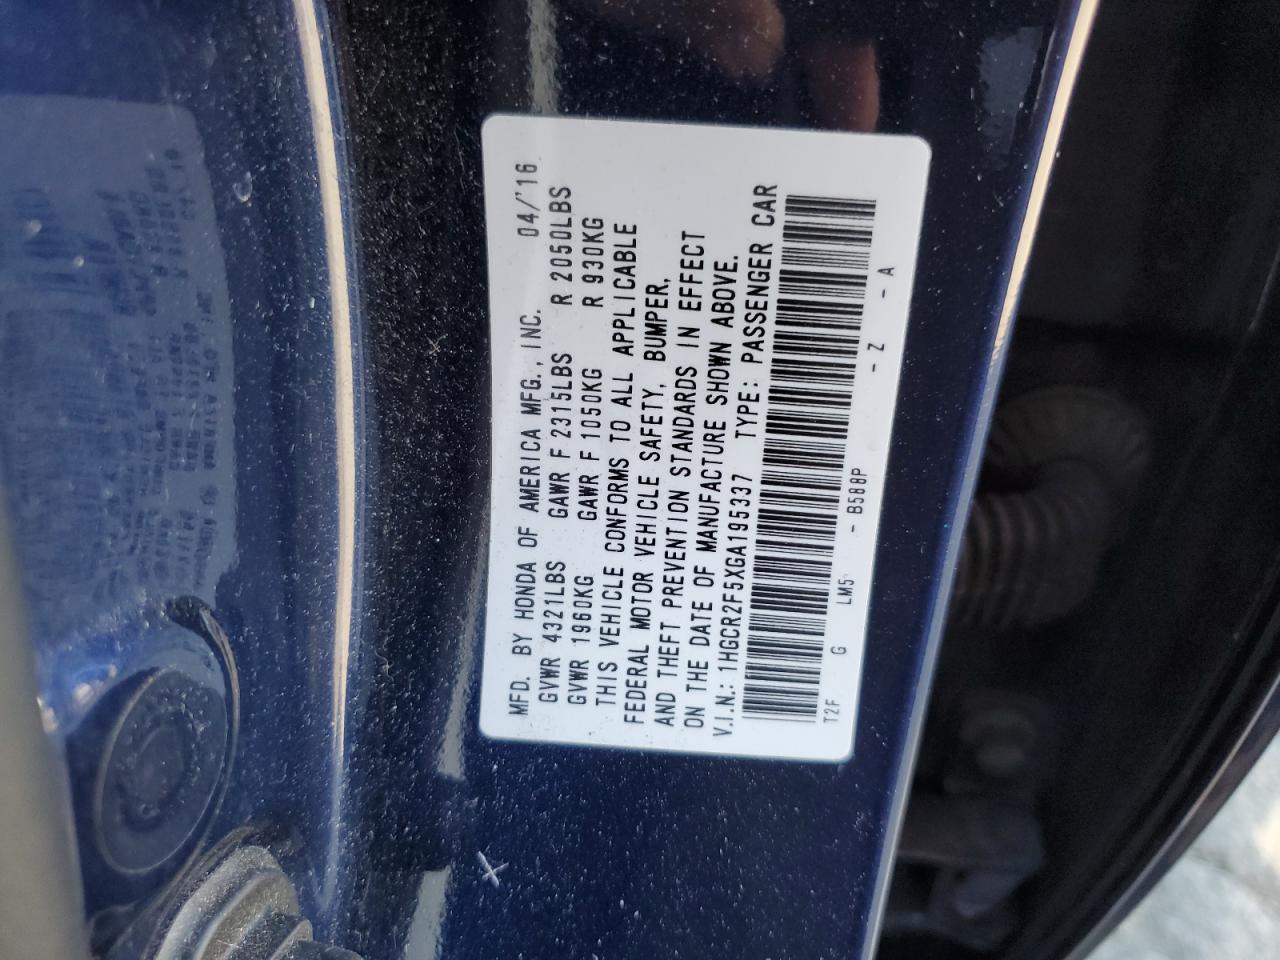 MFD. BY HONDA OF AMERICA MFG., INC. 04/'16
GVWR 4321LBS GAWR F 2315LBS R 2050LBS
GVWR 1960KG GAWR F 1050KG R 930KG
THIS VEHICLE CONFORMS TO ALL APPLICABLE
FEDERAL MOTOR VEHICLE SAFETY, BUMPER,
AND THEFT PREVENTION STANDARDS IN EFFECT
ON THE DATE OF MANUFACTURE SHOWN ABOVE.
V.I.N.: 1HGCR2F5XGA195337 TYPE: PASSENGER CAR
T2F G LM5 - B588P - Z - A